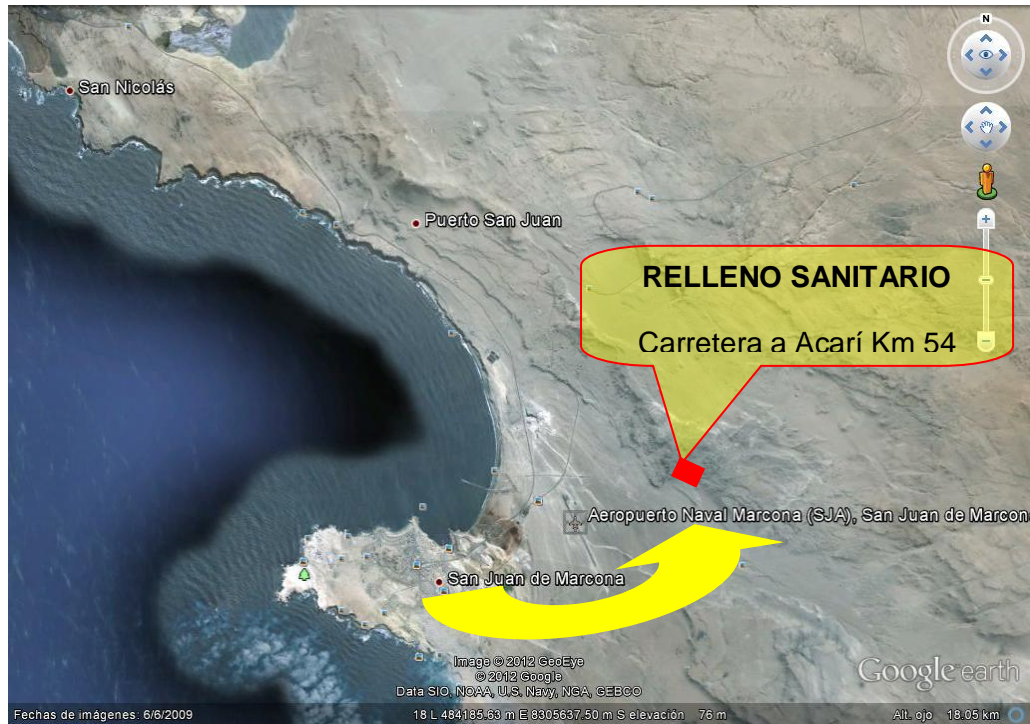 N
San Nicolás
Puerto San Juan
RELLENO SANITARIO
Carretera a Acarí Km 54
Aeropuerto Naval Marcona (SJA), San Juan de Marcon
San Juan de Marcona
Image © 2012 GeoEye
© 2012 Google
Data SIO, NOAA, U.S. Navy, NGA, GEBCO
Google earth
Fechas de imágenes: 6/6/2009
18 L 484185.63 m E 8305637.50 m S elevación 76 m
Alt. ojo 18.05 km